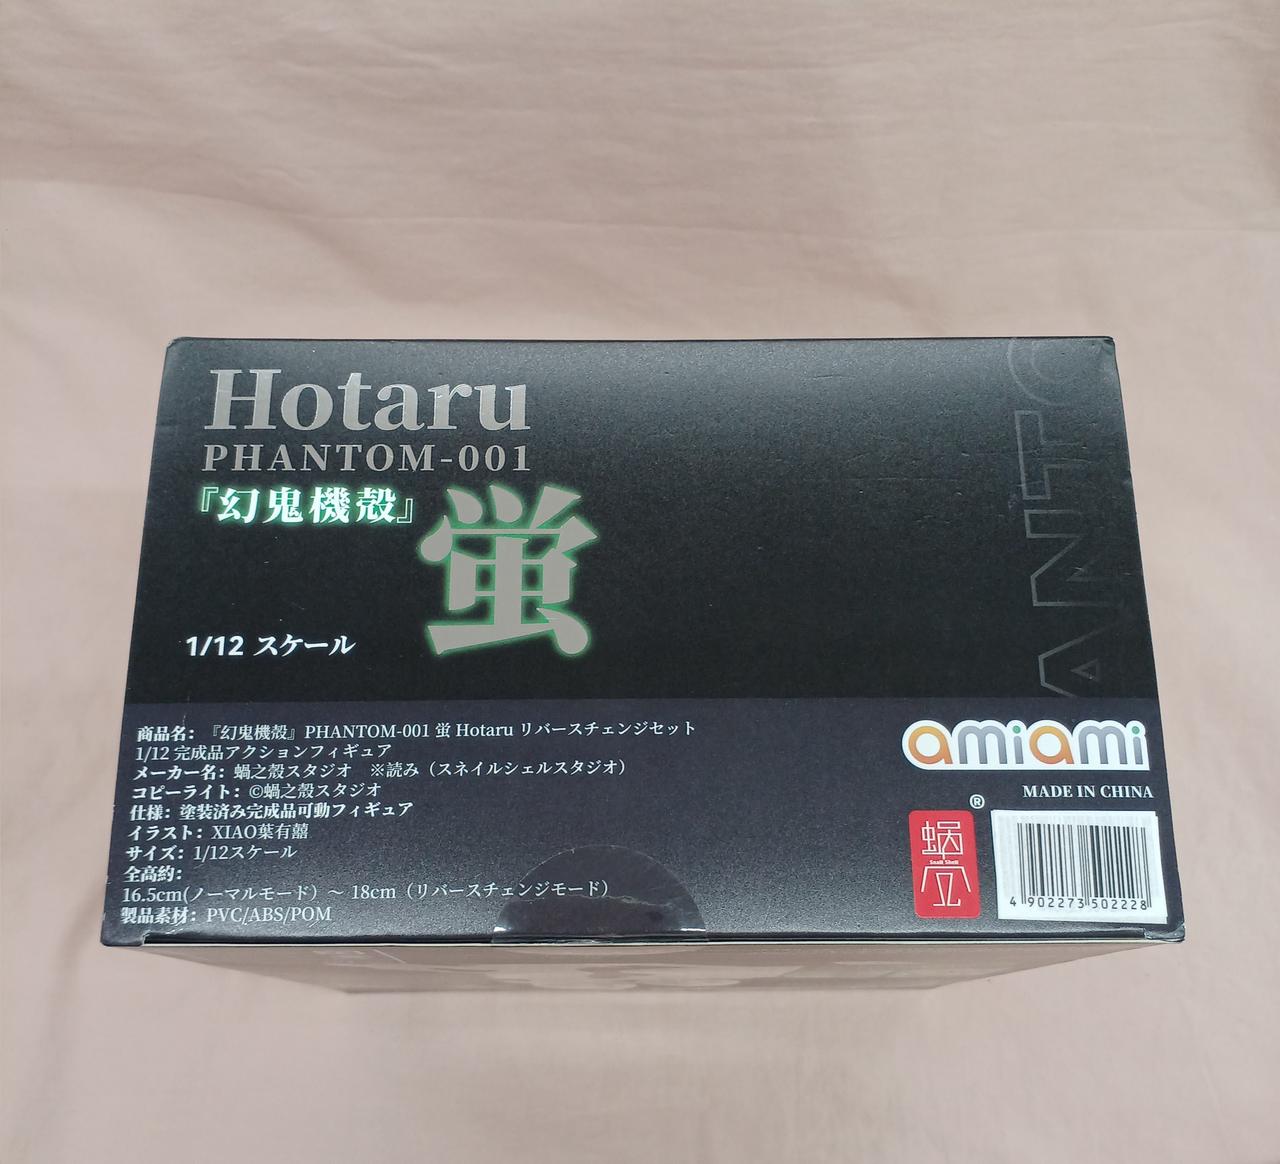 Hotaru
PHANTOM-001
『幻鬼機殻』
蛍
1/12 スケール
ANTO
商品名：『幻鬼機殻』PHANTOM-001 蛍 Hotaru リバースチェンジセット
1/12 完成品アクションフィギュア
メーカー名：蝸之殻スタジオ　※読み（スネイルシェルスタジオ）
コピーライト：©蝸之殻スタジオ
仕様：塗装済み完成品可動フィギュア
イラスト：XIAO葉有囍
サイズ：1/12スケール
全高約：
16.5cm(ノーマルモード）～ 18cm（リバースチェンジモード）
製品素材：PVC/ABS/POM
amiami
MADE IN CHINA
®
蝸
Snail Shell
殻
4 902273 502228